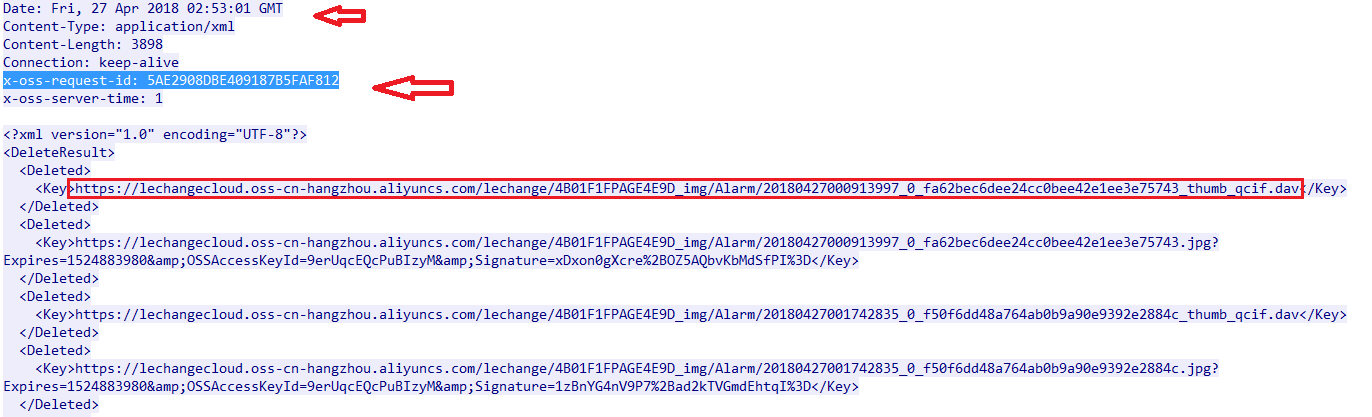 Date: Fri, 27 Apr 2018 02:53:01 GMT
Content-Type: application/xml
Content-Length: 3898
Connection: keep-alive
x-oss-request-id: 5AE2908DBE409187B5FAF812
x-oss-server-time: 1
<?xml version="1.0" encoding="UTF-8"?>
<DeleteResult>
<Deleted>
<Key>https://lechangecloud.oss-cn-hangzhou.aliyuncs.com/lechange/4B01F1FPAGE4E9D_img/Alarm/20180427000913997_0_fa62bec6dee24cc0bee42e1ee3e75743_thumb_qcif.dav</Key>
</Deleted>
<Deleted>
<Key>https://lechangecloud.oss-cn-hangzhou.aliyuncs.com/lechange/4B01F1FPAGE4E9D_img/Alarm/20180427000913997_0_fa62bec6dee24cc0bee42e1ee3e75743.jpg?
Expires=1524883980&amp;OSSAccessKeyId=9erUqcEQcPuBIzyM&amp;Signature=xDxon0gXcre%2BOZ5AQbvKbMdSfPI%3D</Key>
</Deleted>
<Deleted>
<Key>https://lechangecloud.oss-cn-hangzhou.aliyuncs.com/lechange/4B01F1FPAGE4E9D_img/Alarm/20180427001742835_0_f50f6dd48a764ab0b9a90e9392e2884c_thumb_qcif.dav</Key>
</Deleted>
<Deleted>
<Key>https://lechangecloud.oss-cn-hangzhou.aliyuncs.com/lechange/4B01F1FPAGE4E9D_img/Alarm/20180427001742835_0_f50f6dd48a764ab0b9a90e9392e2884c.jpg?
Expires=1524883980&amp;OSSAccessKeyId=9erUqcEQcPuBIzyM&amp;Signature=1zBnYG4nV9P7%2Bad2kTVGmdEhtqI%3D</Key>
</Deleted>